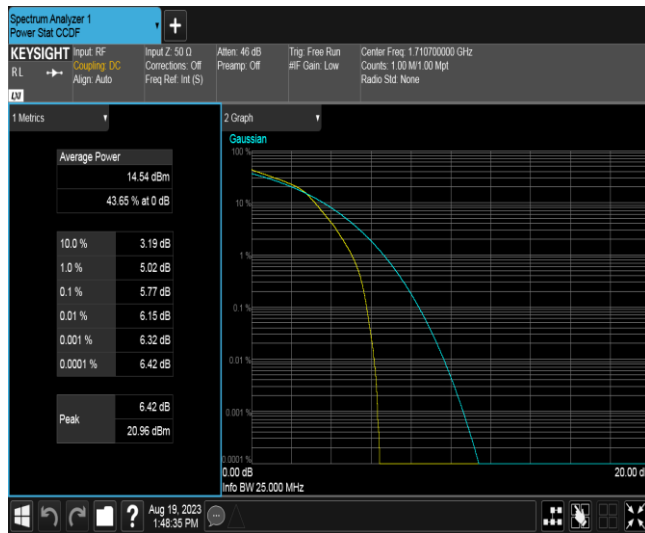 Spectrum Analyzer 1
Power Stat CCDF
KEYSIGHT
RL
LXI
Input: RF
Coupling: DC
Align: Auto
Input Z: 50 Ω
Corrections: Off
Freq Ref: Int (S)
Atten: 46 dB
Preamp: Off
Trig: Free Run
#IF Gain: Low
Center Freq: 1.710700000 GHz
Counts: 1.00 M/1.00 Mpt
Radio Std: None
1 Metrics
Average Power
14.54 dBm
43.65 % at 0 dB
10.0 % 3.19 dB
1.0 % 5.02 dB
0.1 % 5.77 dB
0.01 % 6.15 dB
0.001 % 6.32 dB
0.0001 % 6.42 dB
Peak
6.42 dB
20.96 dBm
2 Graph
Gaussian
100 %
10 %
1 %
0.1 %
0.01 %
0.001 %
0.0001 %
0.00 dB
20.00 d
Info BW 25.000 MHz
?
Aug 19, 2023
1:48:35 PM